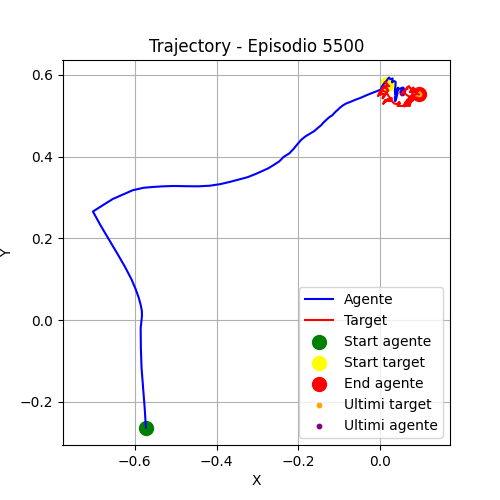 Trajectory - Episodio 5500
Y
0.6
0.4
0.2
0.0
−0.2
−0.6
−0.4
−0.2
0.0
X
Agente
Target
Start agente
Start target
End agente
Ultimi target
Ultimi agente